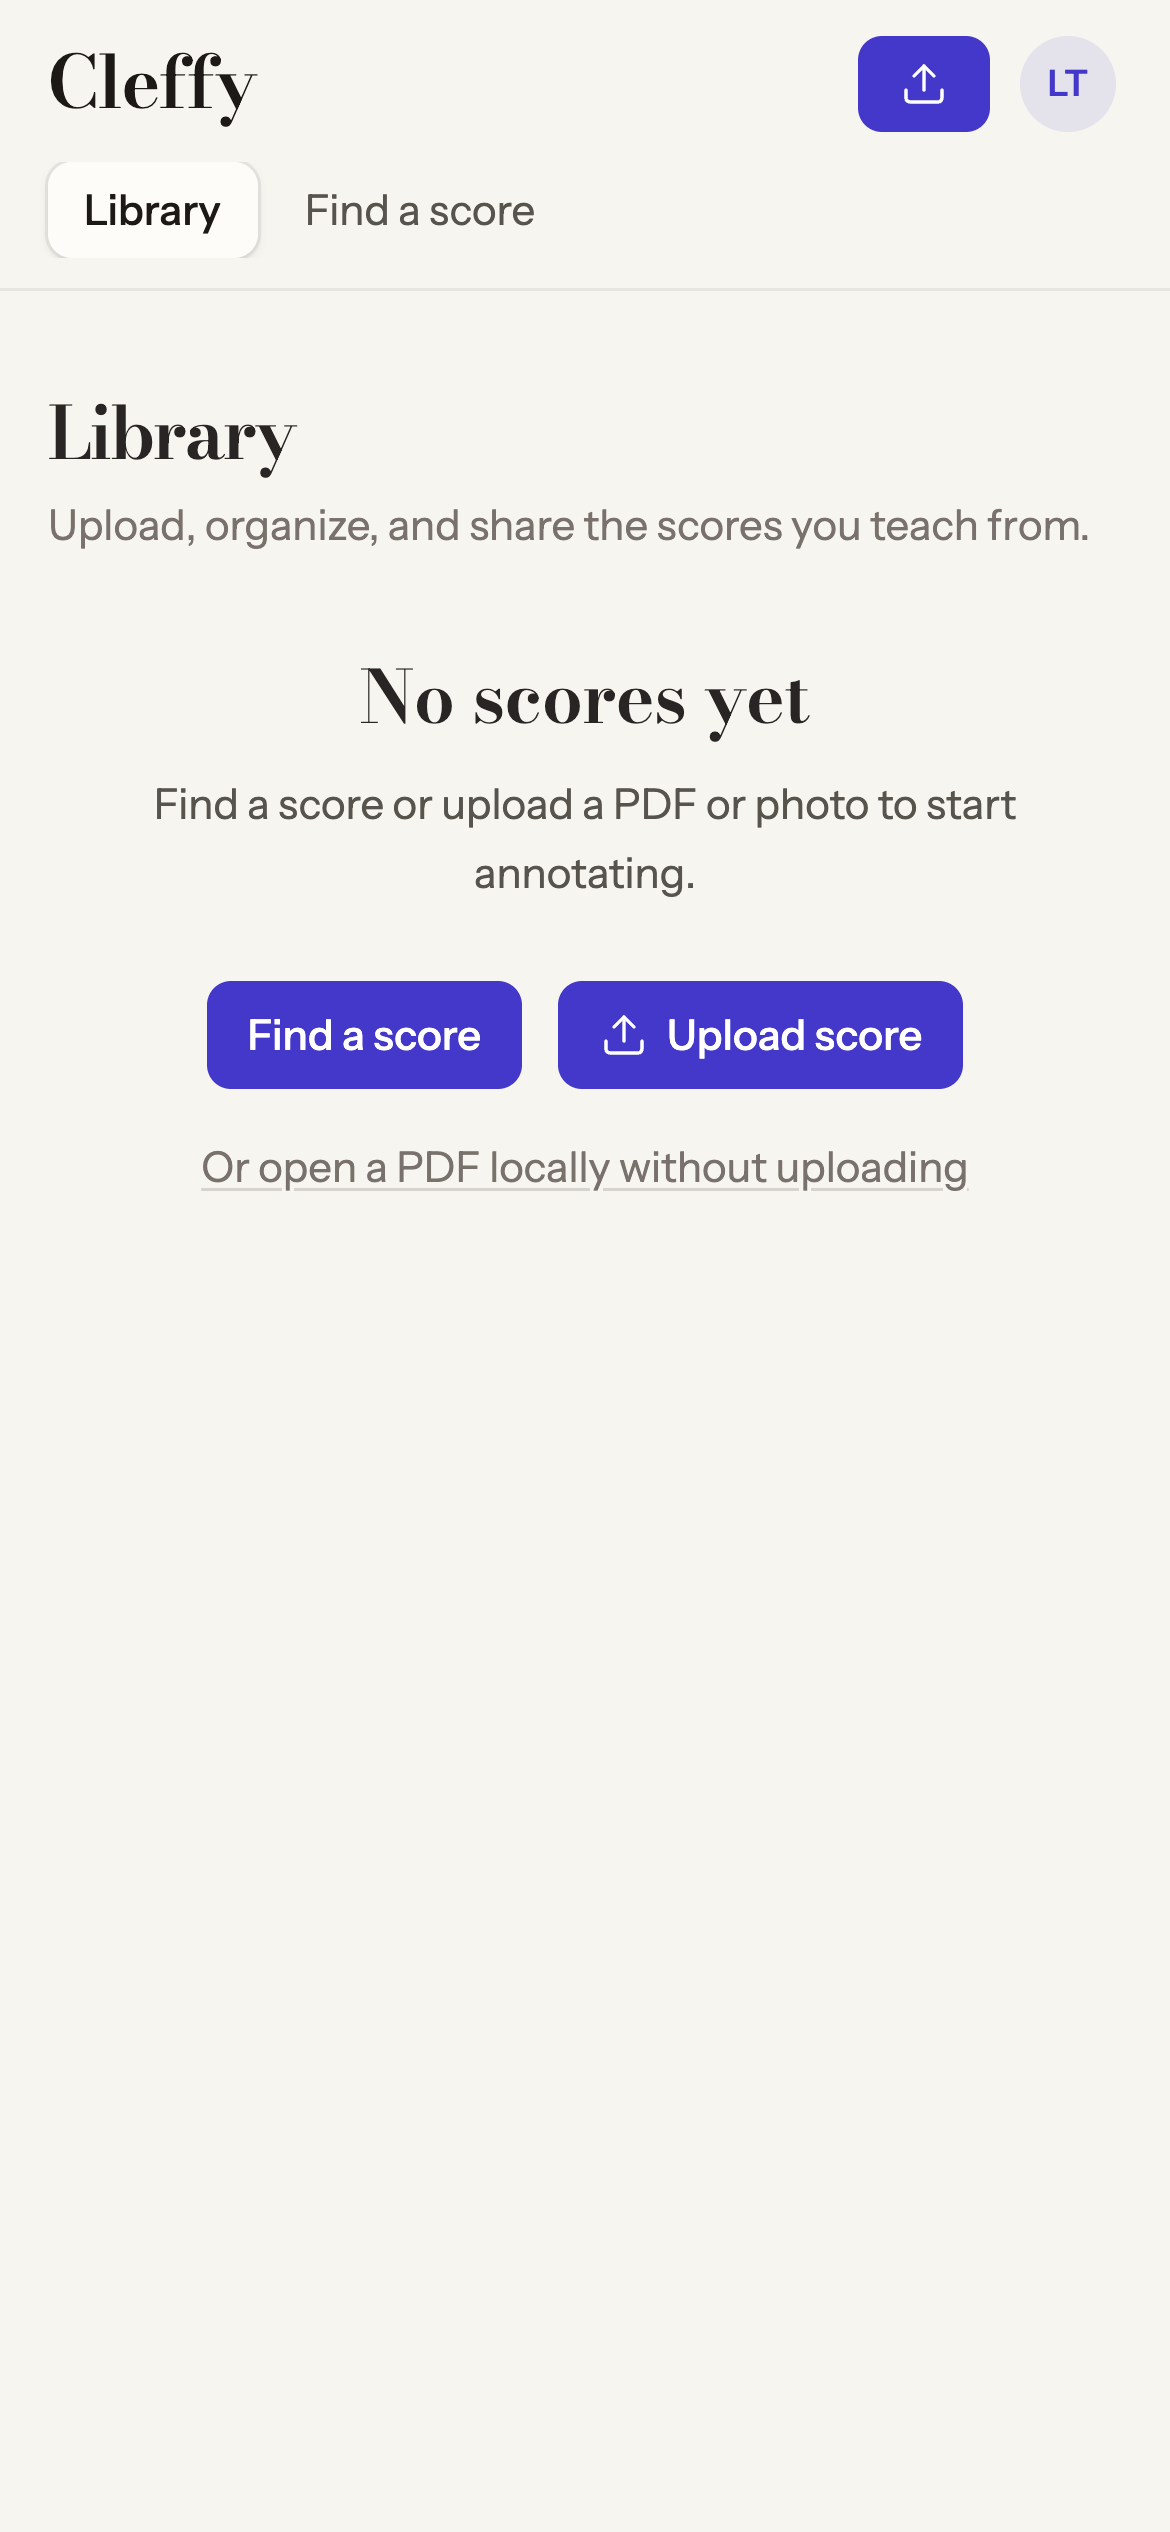 Cleffy
LT
Library
Find a score
Library
Upload, organize, and share the scores you teach from.
No scores yet
Find a score or upload a PDF or photo to start
annotating.
Find a score
Upload score
Or open a PDF locally without uploading